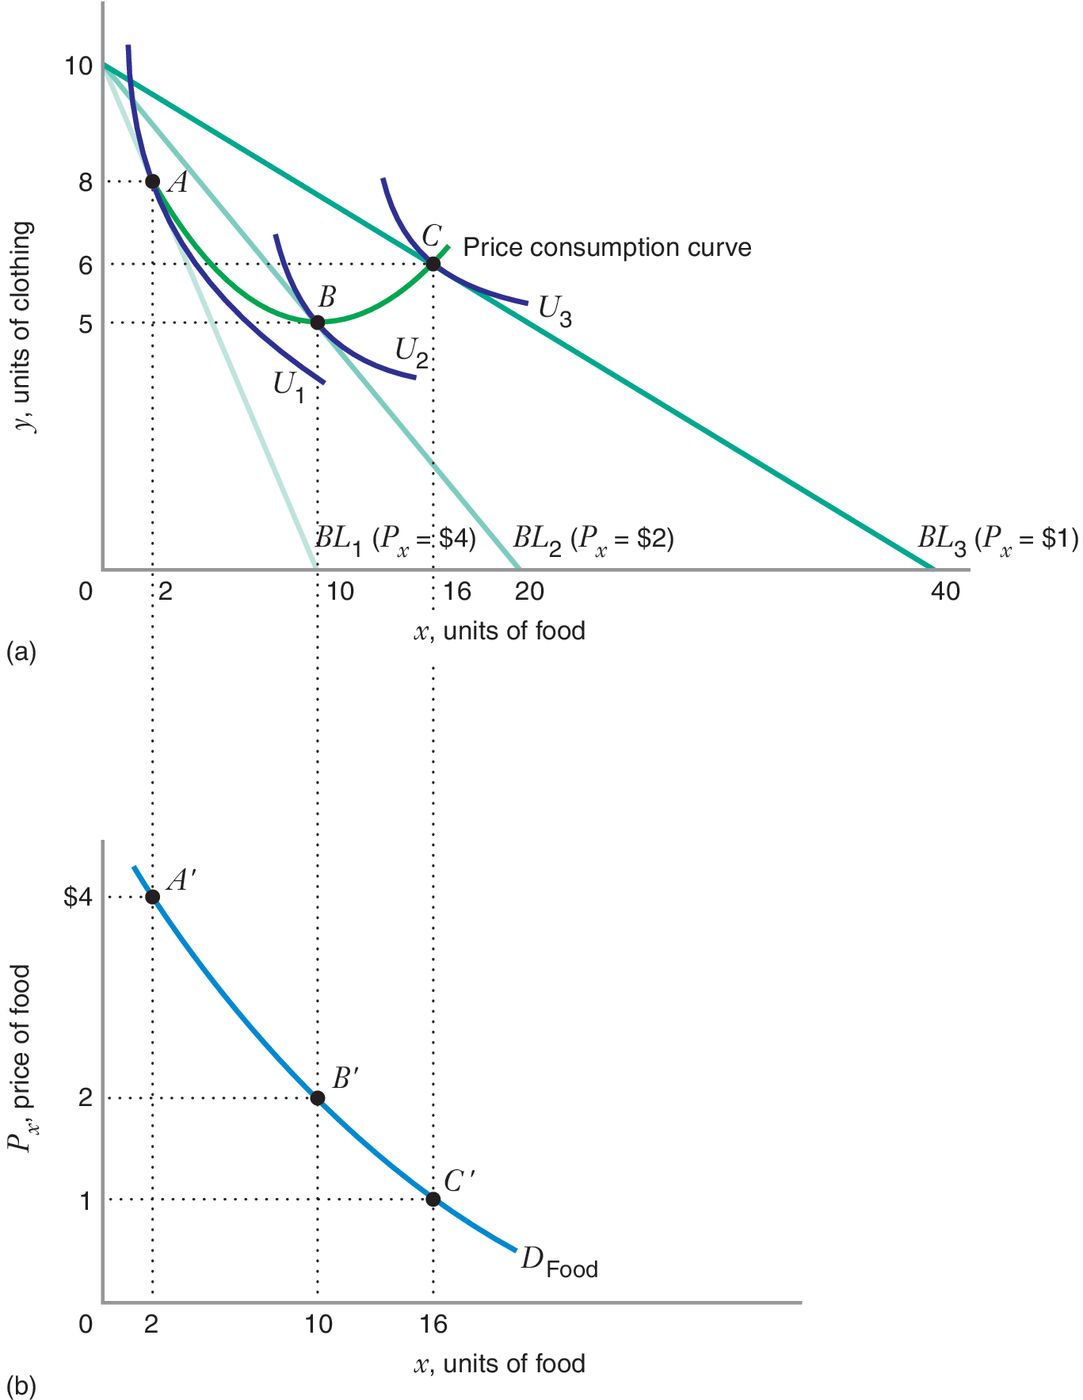 10
8
A
C
Price consumption curve
6
B
5
U3
U2
U1
y, units of clothing
BL1 (Px = $4)
BL2 (Px = $2)
BL3 (Px = $1)
0
2
10
16
20
40
x, units of food
(a)
$4
A′
B′
2
C′
1
Px, price of food
DFood
0
2
10
16
x, units of food
(b)